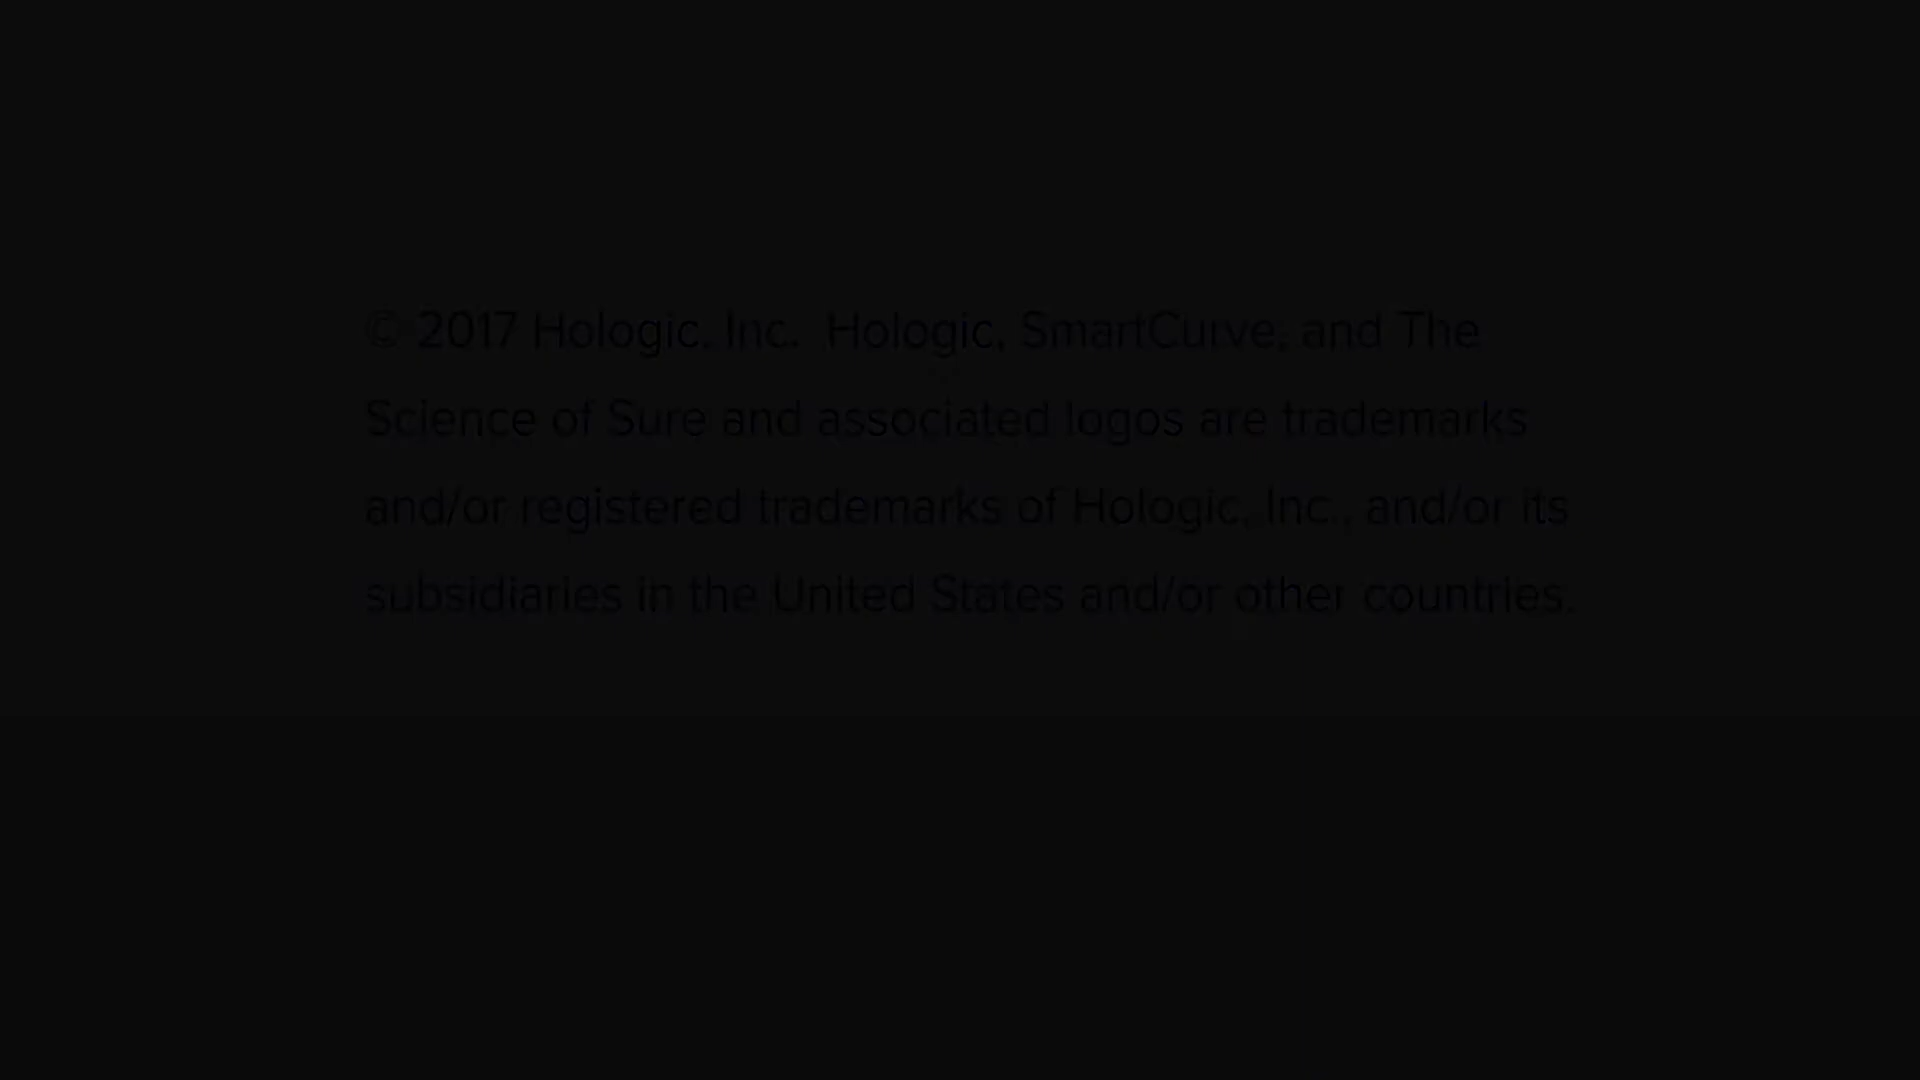 © 2017 Hologic, Inc.  Hologic, SmartCurve, and The
Science of Sure and associated logos are trademarks
and/or registered trademarks of Hologic, Inc., and/or its
subsidiaries in the United States and/or other countries.